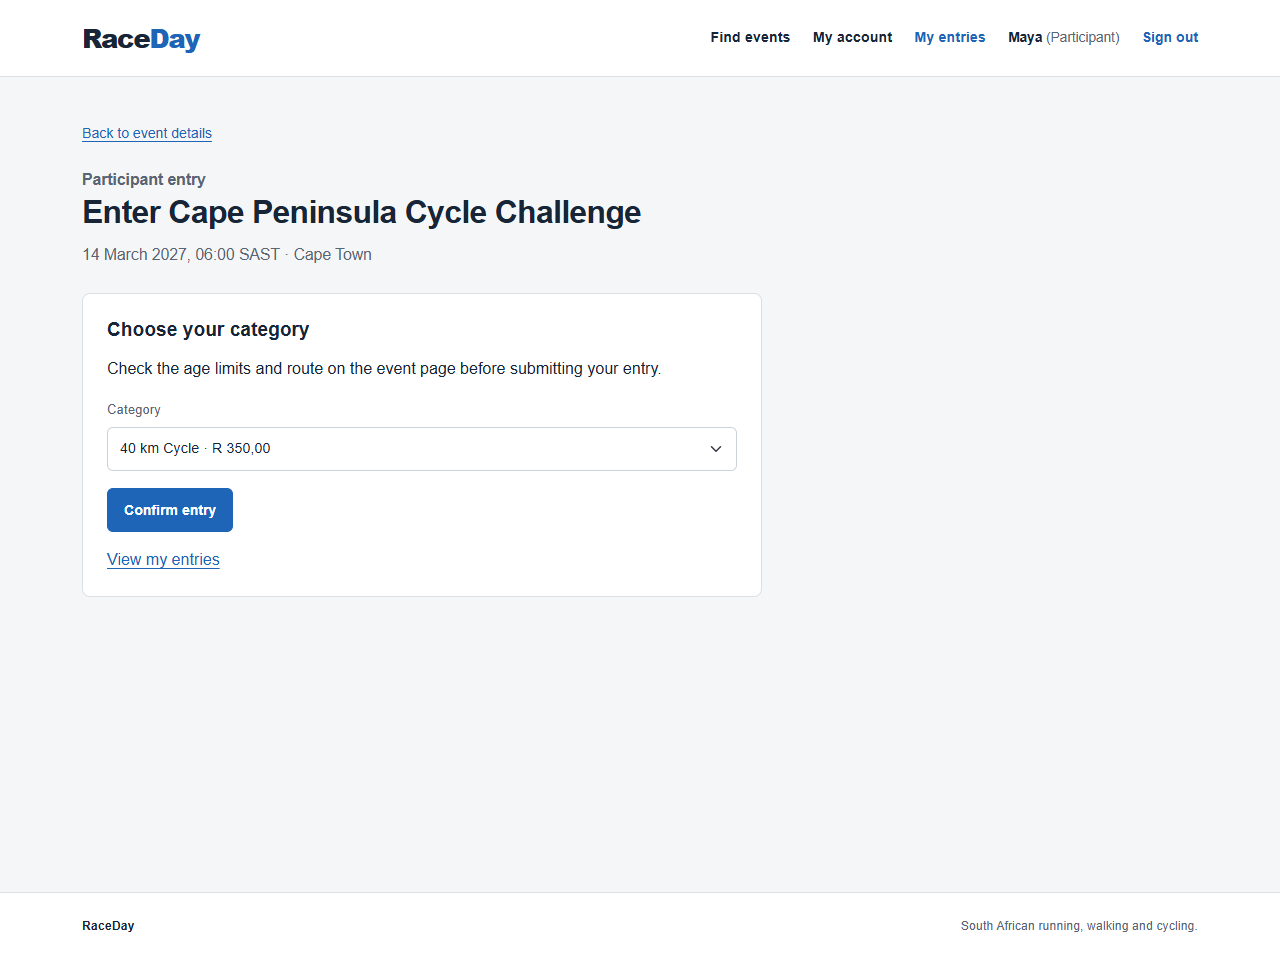 RaceDay
Find events My account My entries Maya (Participant) Sign out
Back to event details
Participant entry
Enter Cape Peninsula Cycle Challenge
14 March 2027, 06:00 SAST · Cape Town
Choose your category
Check the age limits and route on the event page before submitting your entry.
Category
40 km Cycle · R 350,00
Confirm entry
View my entries
RaceDay
South African running, walking and cycling.